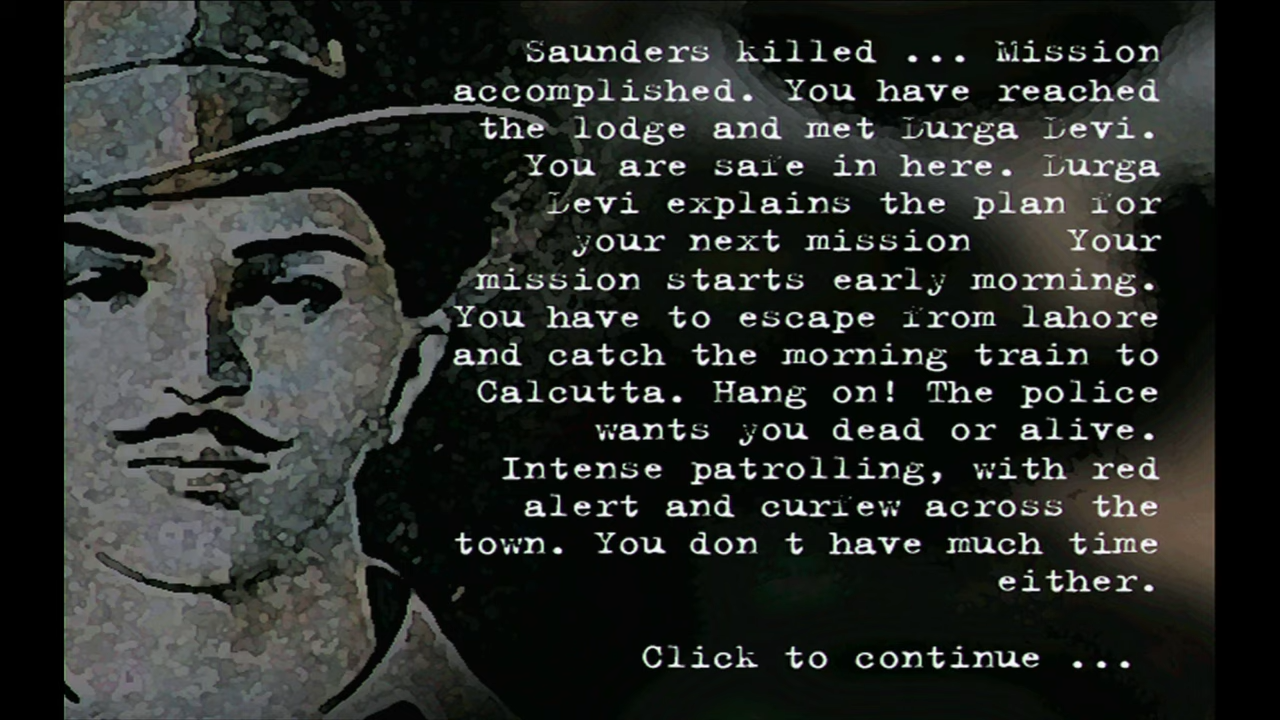 Saunders killed ... Mission
accomplished. You have reached
the lodge and met Durga Devi.
You are safe in here. Durga
Devi explains the plan for
your next mission Your
mission starts early morning.
You have to escape from lahore
and catch the morning train to
Calcutta. Hang on! The police
wants you dead or alive.
Intense patrolling, with red
alert and curfew across the
town. You don t have much time
either.
Click to continue ...